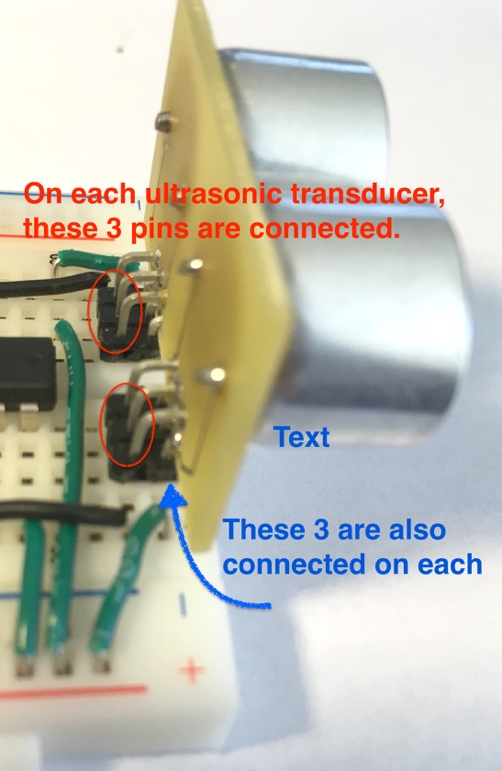 On each ultrasonic transducer,
these 3 pins are connected.
Text
These 3 are also
connected on each
-
+